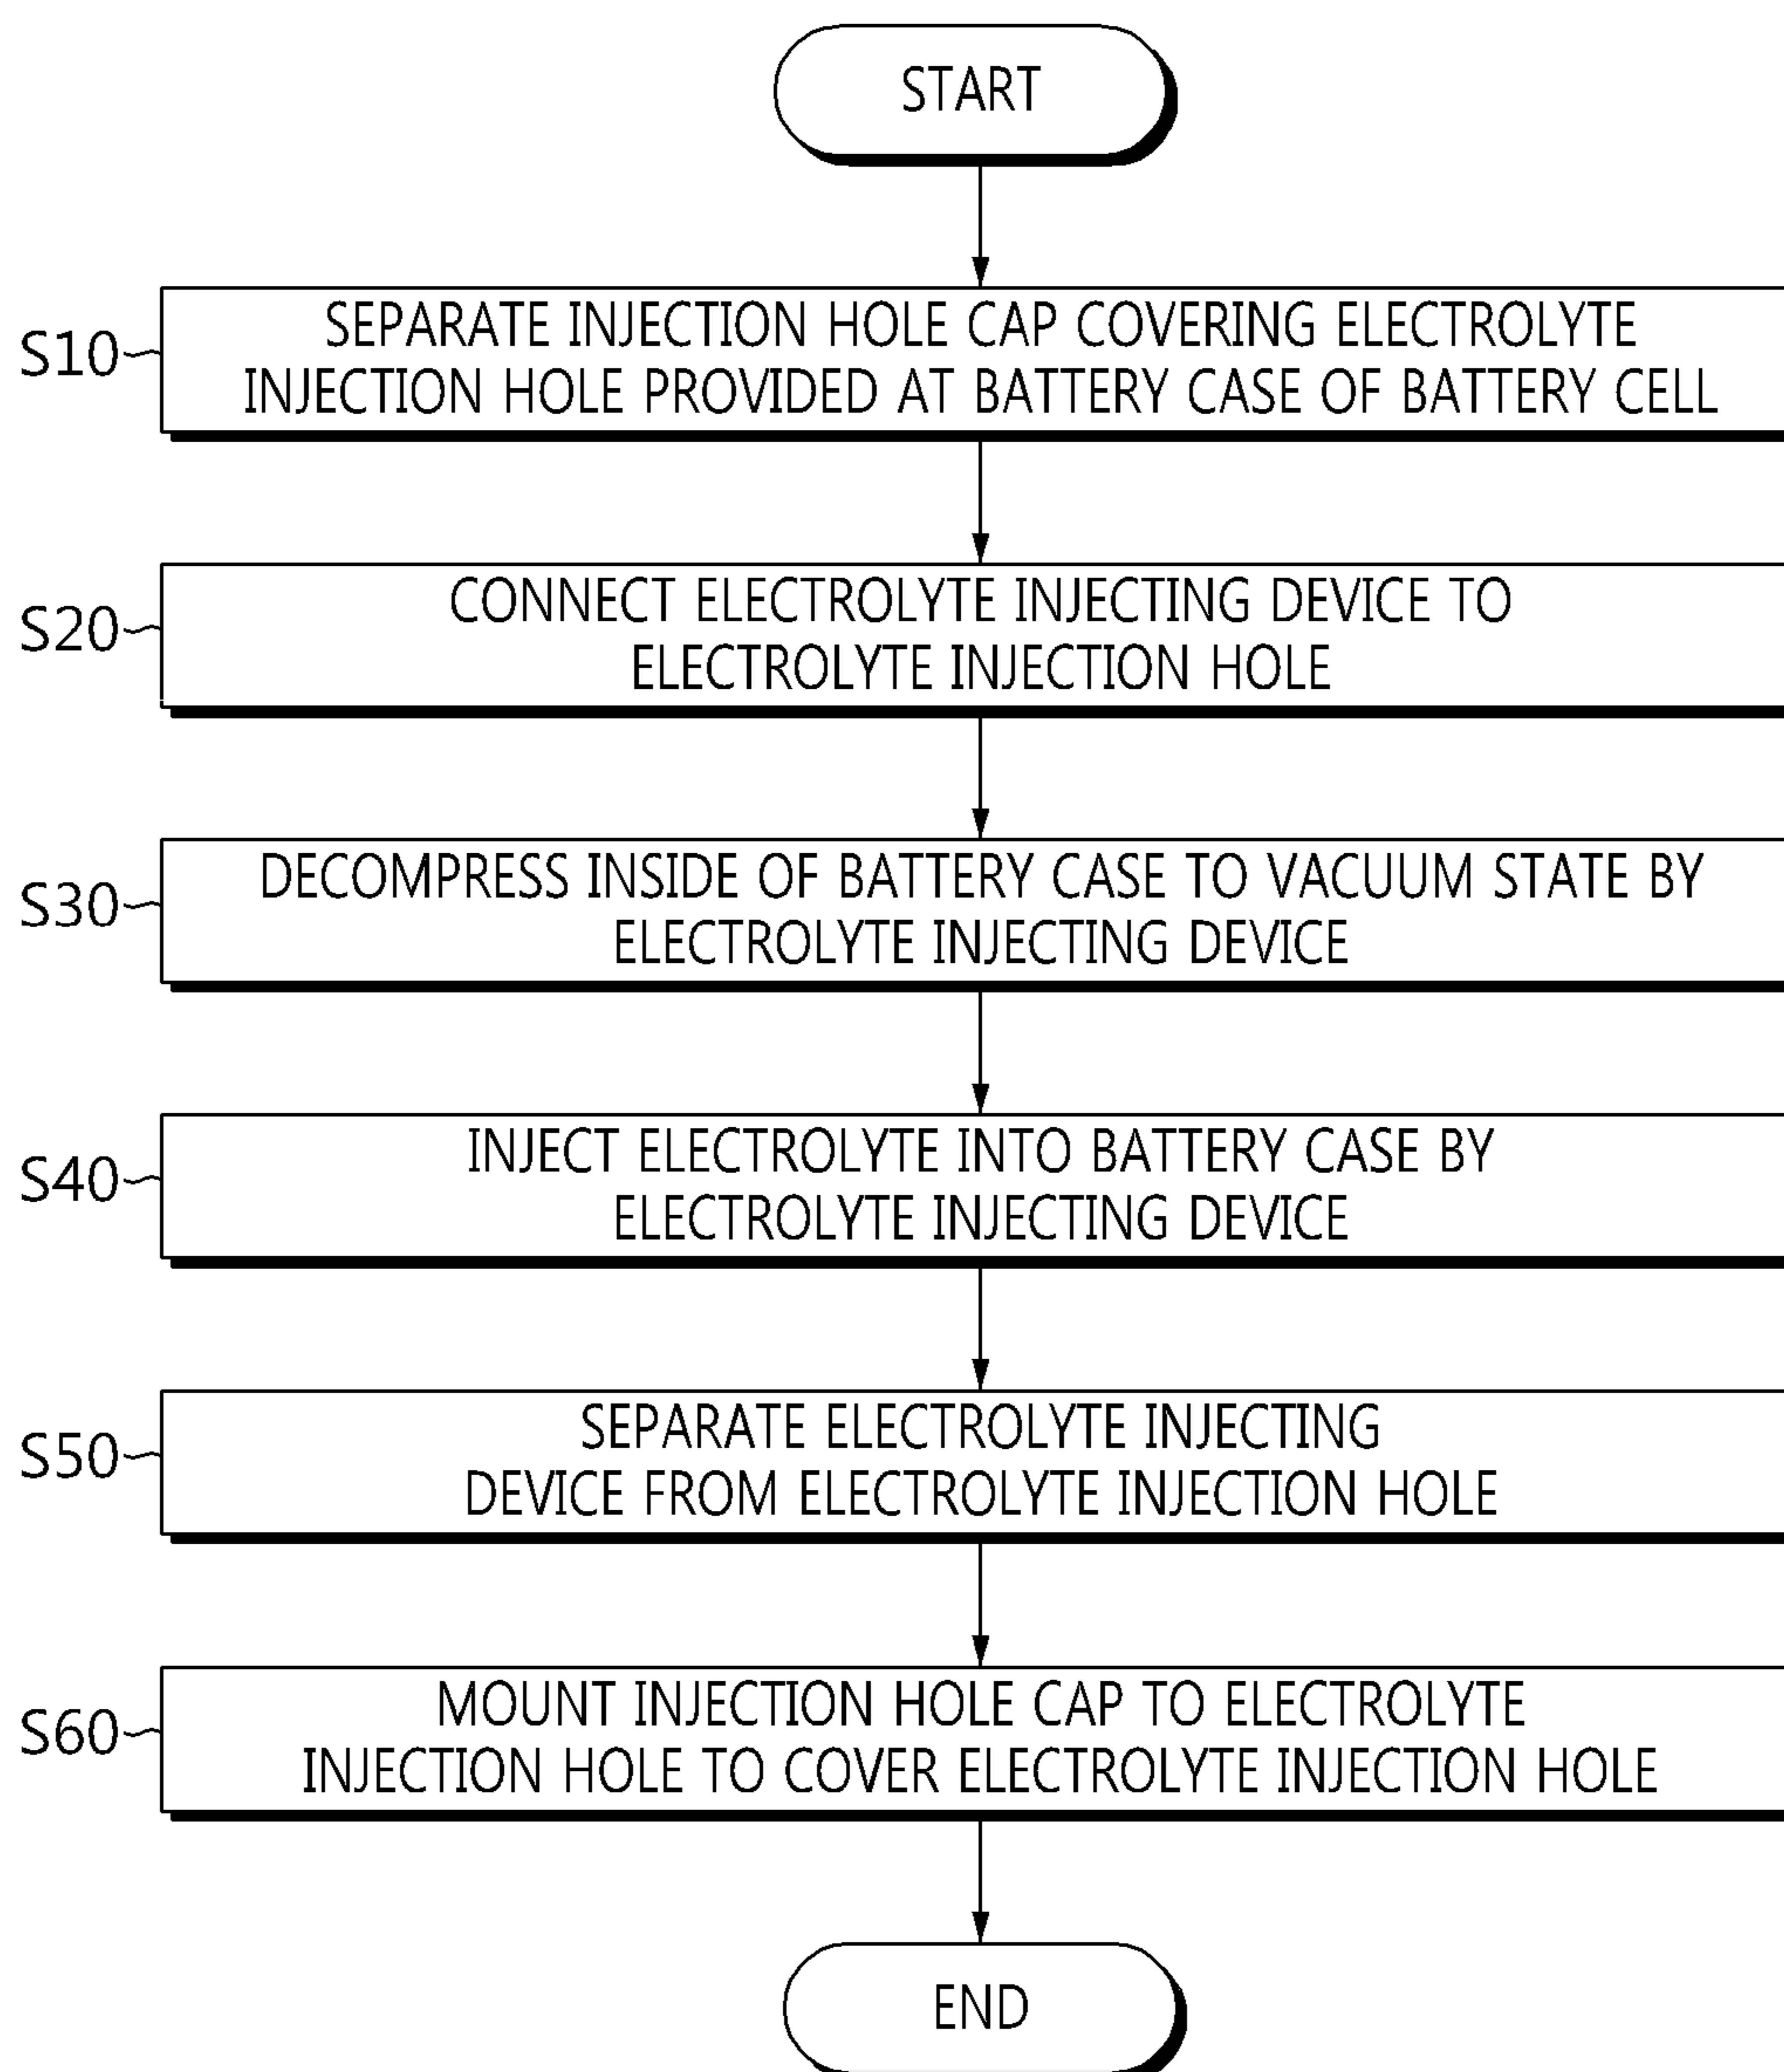 START
S10
SEPARATE INJECTION HOLE CAP COVERING ELECTROLYTE
INJECTION HOLE PROVIDED AT BATTERY CASE OF BATTERY CELL
S20
CONNECT ELECTROLYTE INJECTING DEVICE TO
ELECTROLYTE INJECTION HOLE
S30
DECOMPRESS INSIDE OF BATTERY CASE TO VACUUM STATE BY
ELECTROLYTE INJECTING DEVICE
S40
INJECT ELECTROLYTE INTO BATTERY CASE BY
ELECTROLYTE INJECTING DEVICE
S50
SEPARATE ELECTROLYTE INJECTING
DEVICE FROM ELECTROLYTE INJECTION HOLE
S60
MOUNT INJECTION HOLE CAP TO ELECTROLYTE
INJECTION HOLE TO COVER ELECTROLYTE INJECTION HOLE
END